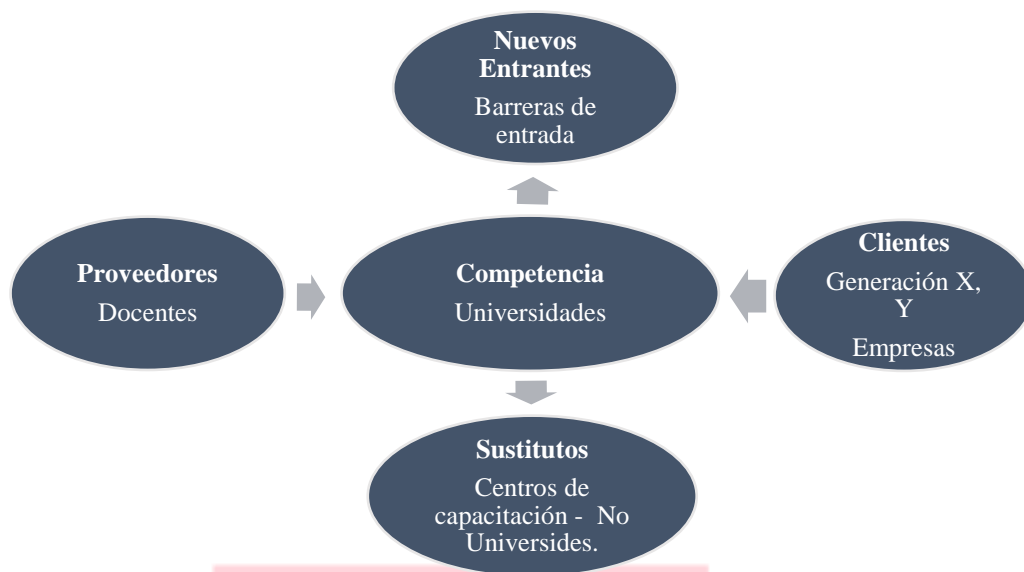 Nuevos
Entrantes
Barreras de
entrada
Proveedores
Docentes
Competencia
Universidades
Clientes
Generación X,
Y
Empresas
Sustitutos
Centros de
capacitación - No
Universides.